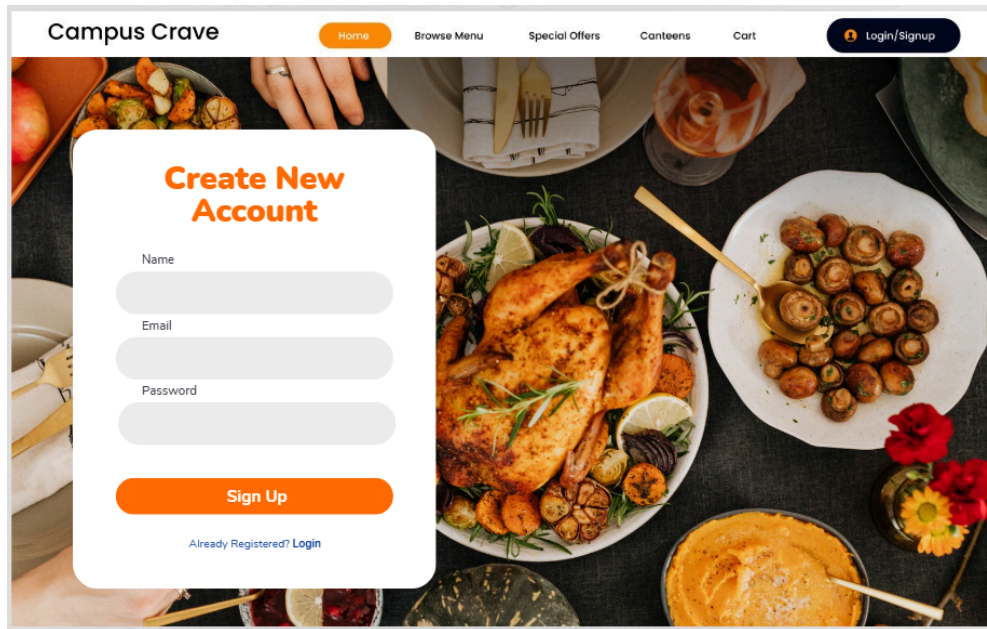 Campus Crave
Home
Browse Menu
Special Offers
Canteens
Cart
Login/Signup
Create New
Account
Name
Email
Password
Sign Up
Already Registered? Login